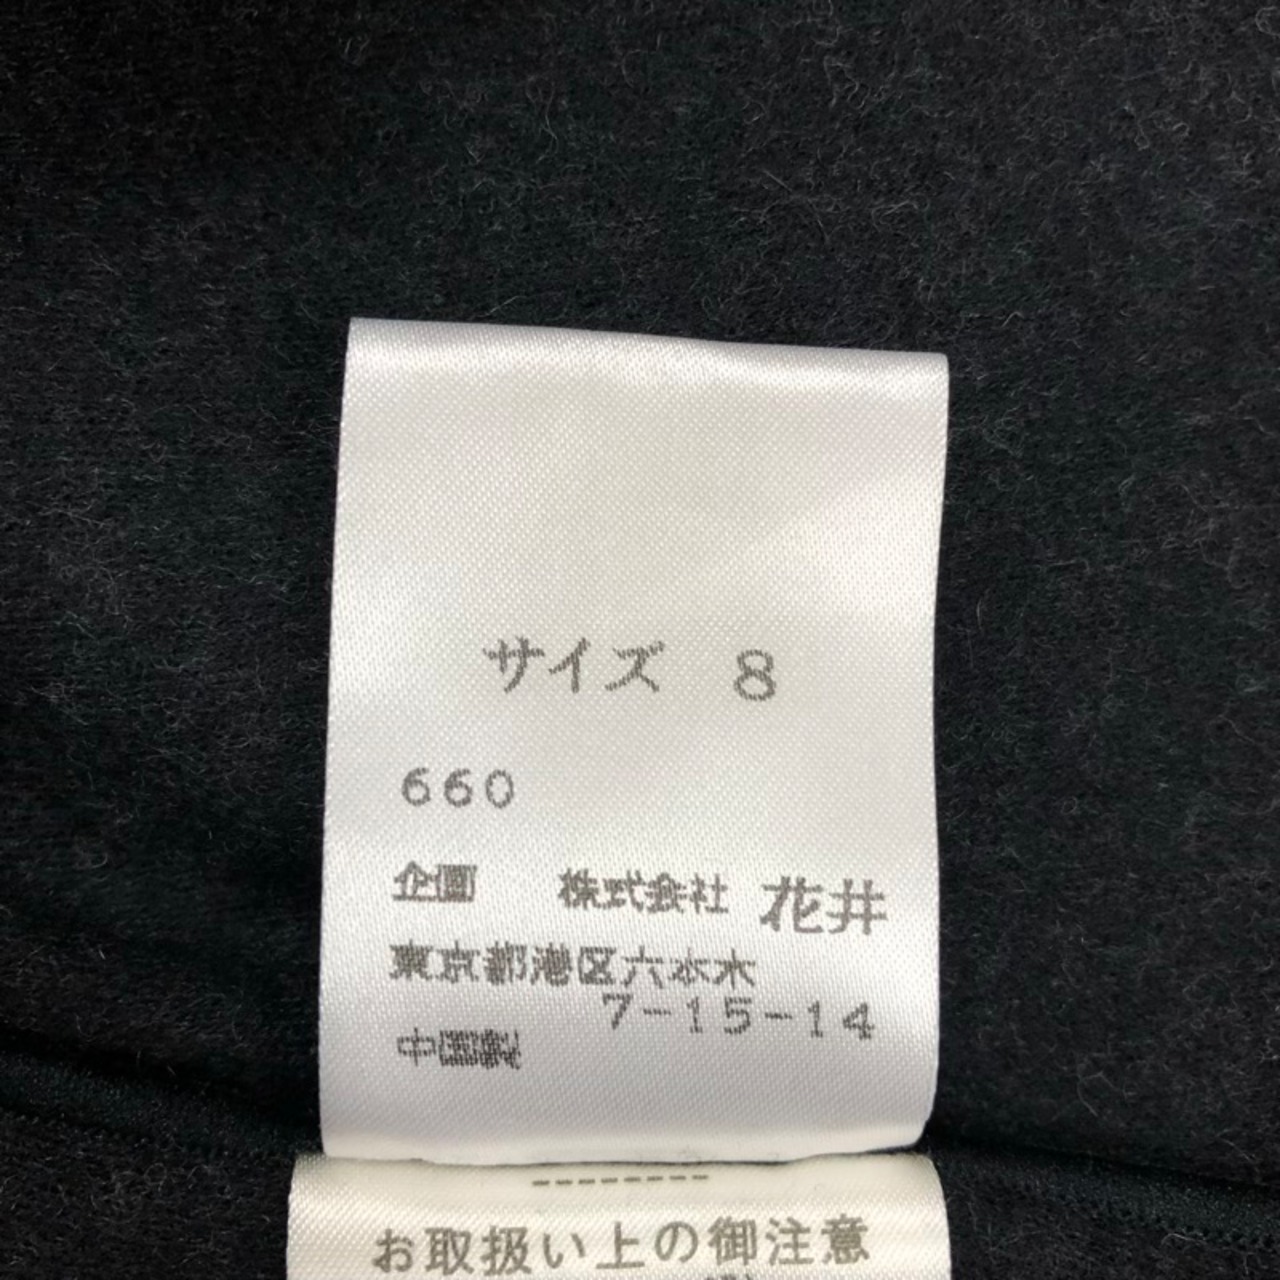 サイズ 8
660
企画 株式会社 花井
東京都港区六本木
7-15-14
中国製
--------
お取扱い上の御注意